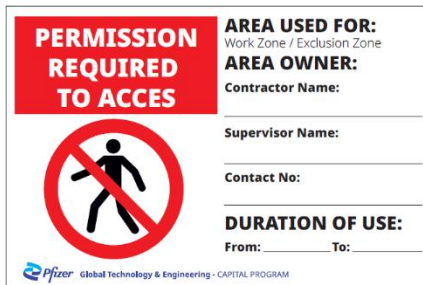 PERMISSION
REQUIRED
TO ACCES
AREA USED FOR:
Work Zone / Exclusion Zone
AREA OWNER:
Contractor Name:
Supervisor Name:
Contact No:
DURATION OF USE:
From: To:
Pfizer Global Technology & Engineering - CAPITAL PROGRAM